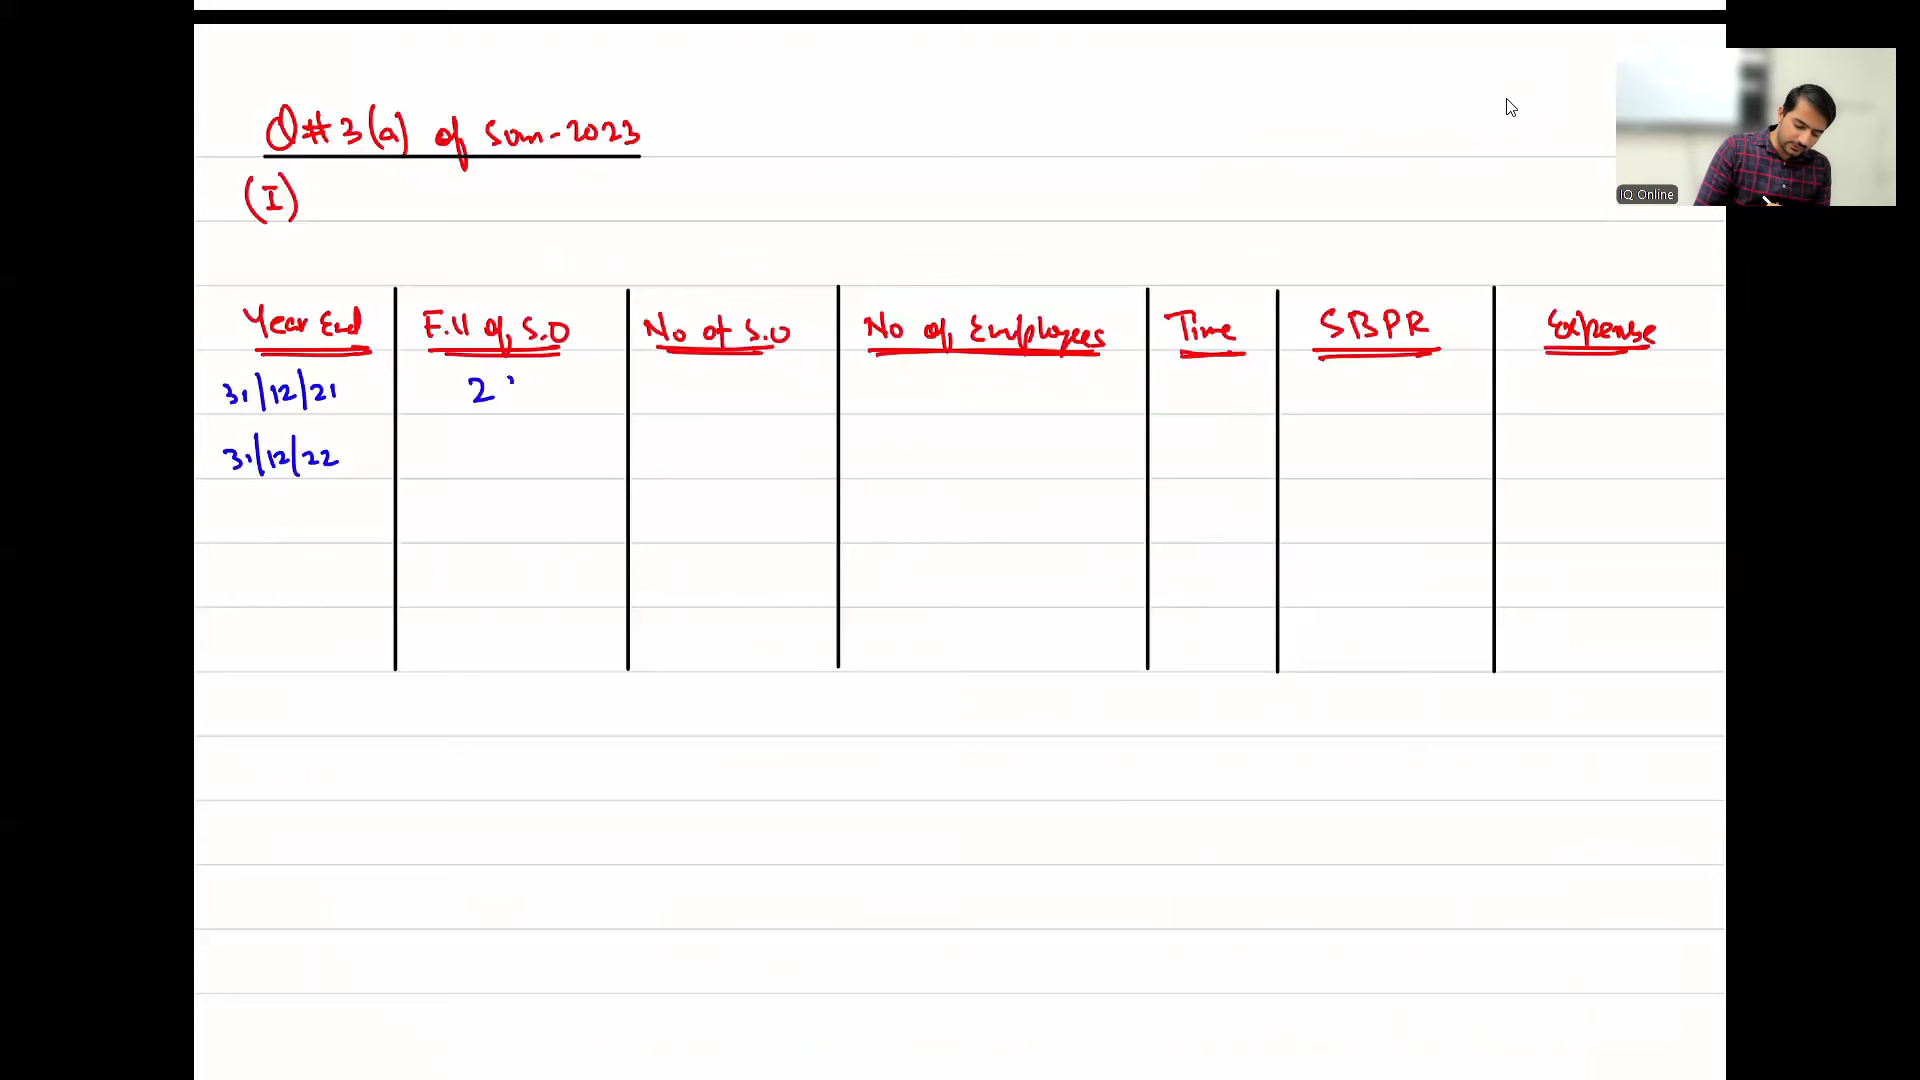 Q# 3(a) of Sum-2023
(I)
IQ Online
Year End F.V of S.O No of S.O No of Employees Time SBPR Expense
31/12/21 2
31/12/22